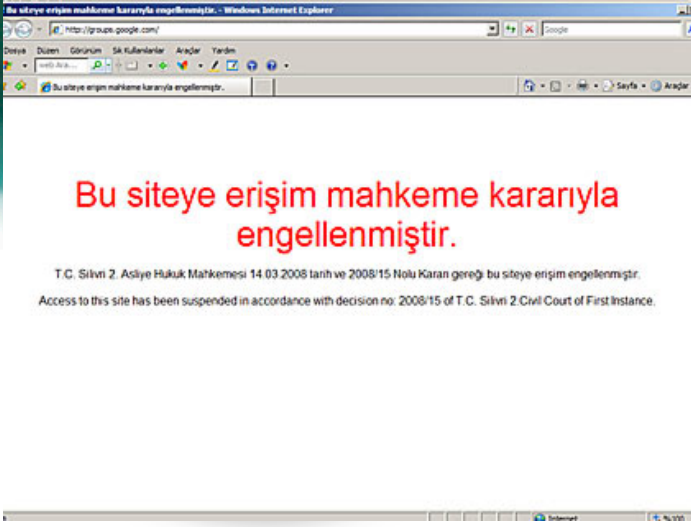 Bu siteye erişim mahkeme kararıyla engellenmiştir. - Windows Internet Explorer
http://groups.google.com/
Google
Dosya Düzen Görünüm Sık Kullanılanlar Araçlar Yardım
web Ara...
Bu siteye erişim mahkeme kararıyla engellenmiştir.
Sayfa
Araçlar
Bu siteye erişim mahkeme kararıyla
engellenmiştir.
T.C. Silivri 2. Asliye Hukuk Mahkemesi 14.03.2008 tarih ve 2008/15 Nolu Kararı gereği bu siteye erişim engellenmiştir.
Access to this site has been suspended in accordance with decision no: 2008/15 of T.C. Silivri 2.Civil Court of First Instance.
Internet
%100